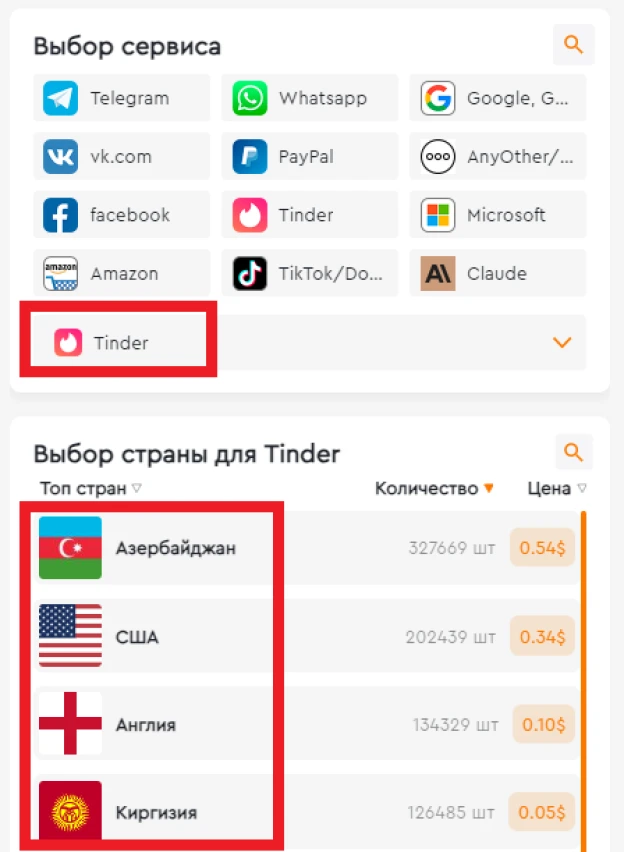 Выбор сервиса
Telegram Whatsapp Google, G...
vk.com PayPal AnyOther/...
facebook Tinder Microsoft
amazon Amazon TikTok/Do... Claude
Tinder
Выбор страны для Tinder
Топ стран Количество Цена
Азербайджан 327669 шт 0.54$
США 202439 шт 0.34$
Англия 134329 шт 0.10$
Киргизия 126485 шт 0.05$